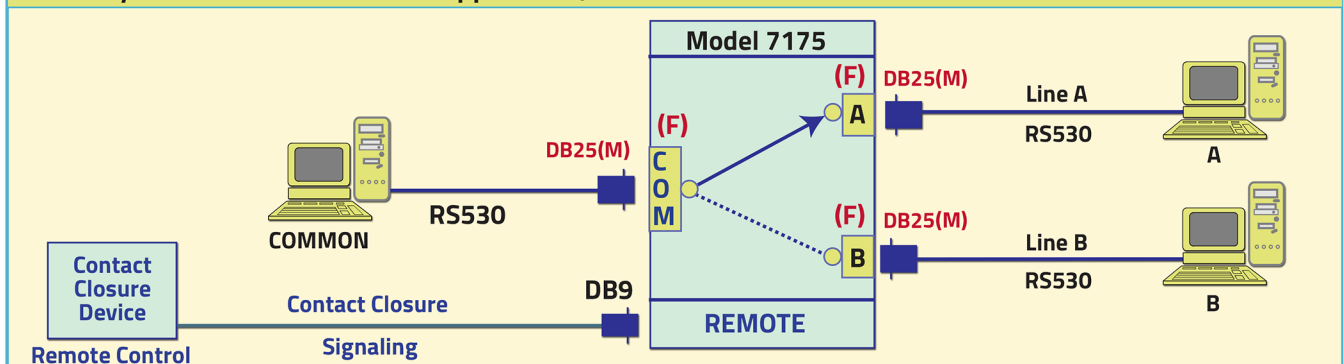 Model 7175
(F)
DB25(M)
A
Line A
RS530
A
(F)
DB25(M)
COM
RS530
COMMON
(F)
DB25(M)
B
Line B
RS530
B
Contact
Closure
Device
Remote Control
Contact Closure
Signaling
DB9
REMOTE